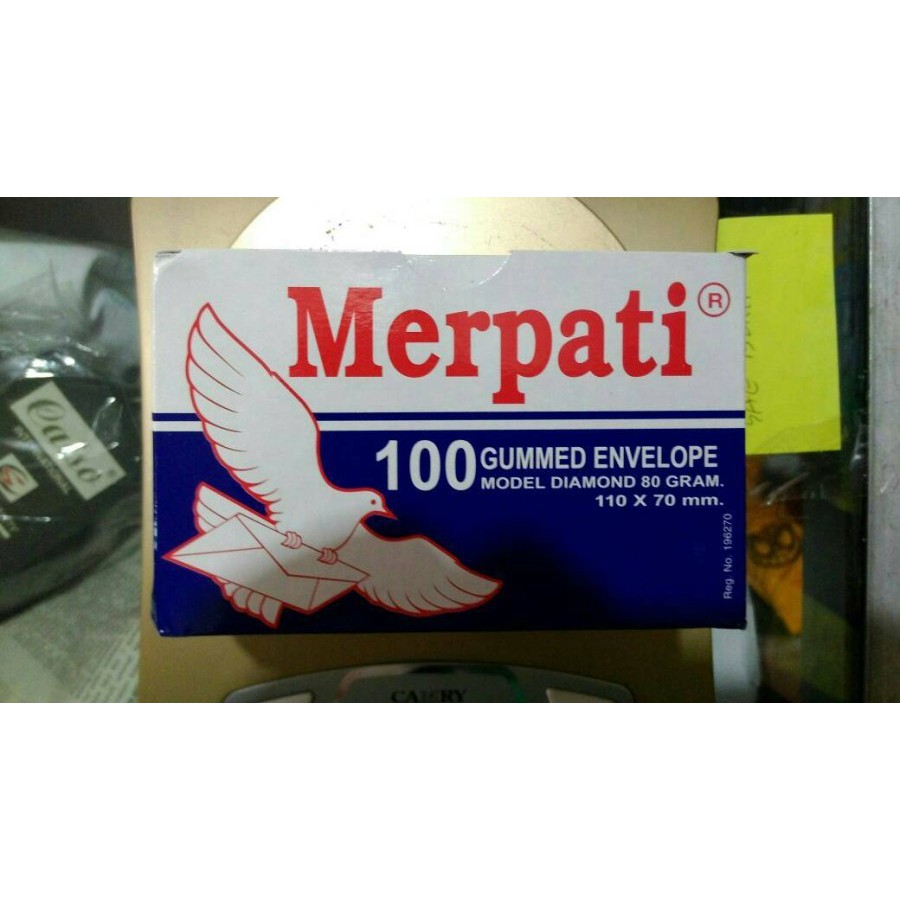 Merpati ®
100 GUMMED ENVELOPE
MODEL DIAMOND 80 GRAM.
110 X 70 mm.
Reg. No. 196270
CAMRY